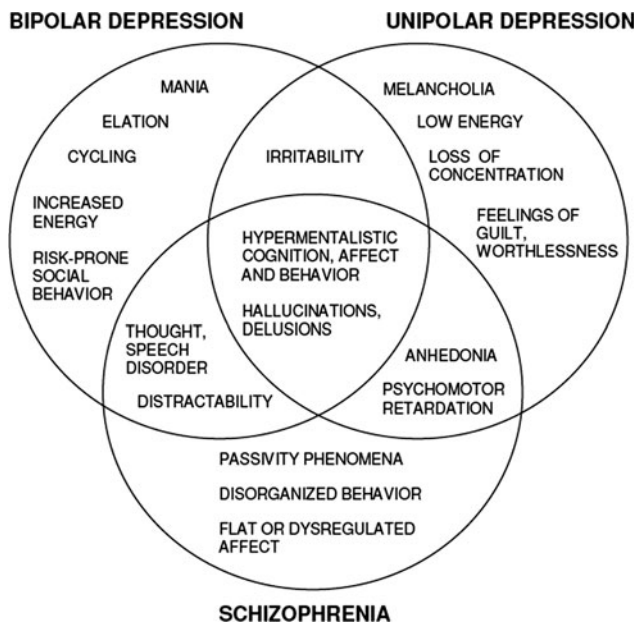 BIPOLAR DEPRESSION
UNIPOLAR DEPRESSION
MANIA
ELATION
CYCLING
INCREASED
ENERGY
RISK-PRONE
SOCIAL
BEHAVIOR
IRRITABILITY
MELANCHOLIA
LOW ENERGY
LOSS OF
CONCENTRATION
FEELINGS OF
GUILT,
WORTHLESSNESS
HYPERMENTALISTIC
COGNITION, AFFECT
AND BEHAVIOR
HALLUCINATIONS,
DELUSIONS
THOUGHT,
SPEECH
DISORDER
DISTRACTABILITY
ANHEDONIA
PSYCHOMOTOR
RETARDATION
PASSIVITY PHENOMENA
DISORGANIZED BEHAVIOR
FLAT OR DYSREGULATED
AFFECT
SCHIZOPHRENIA